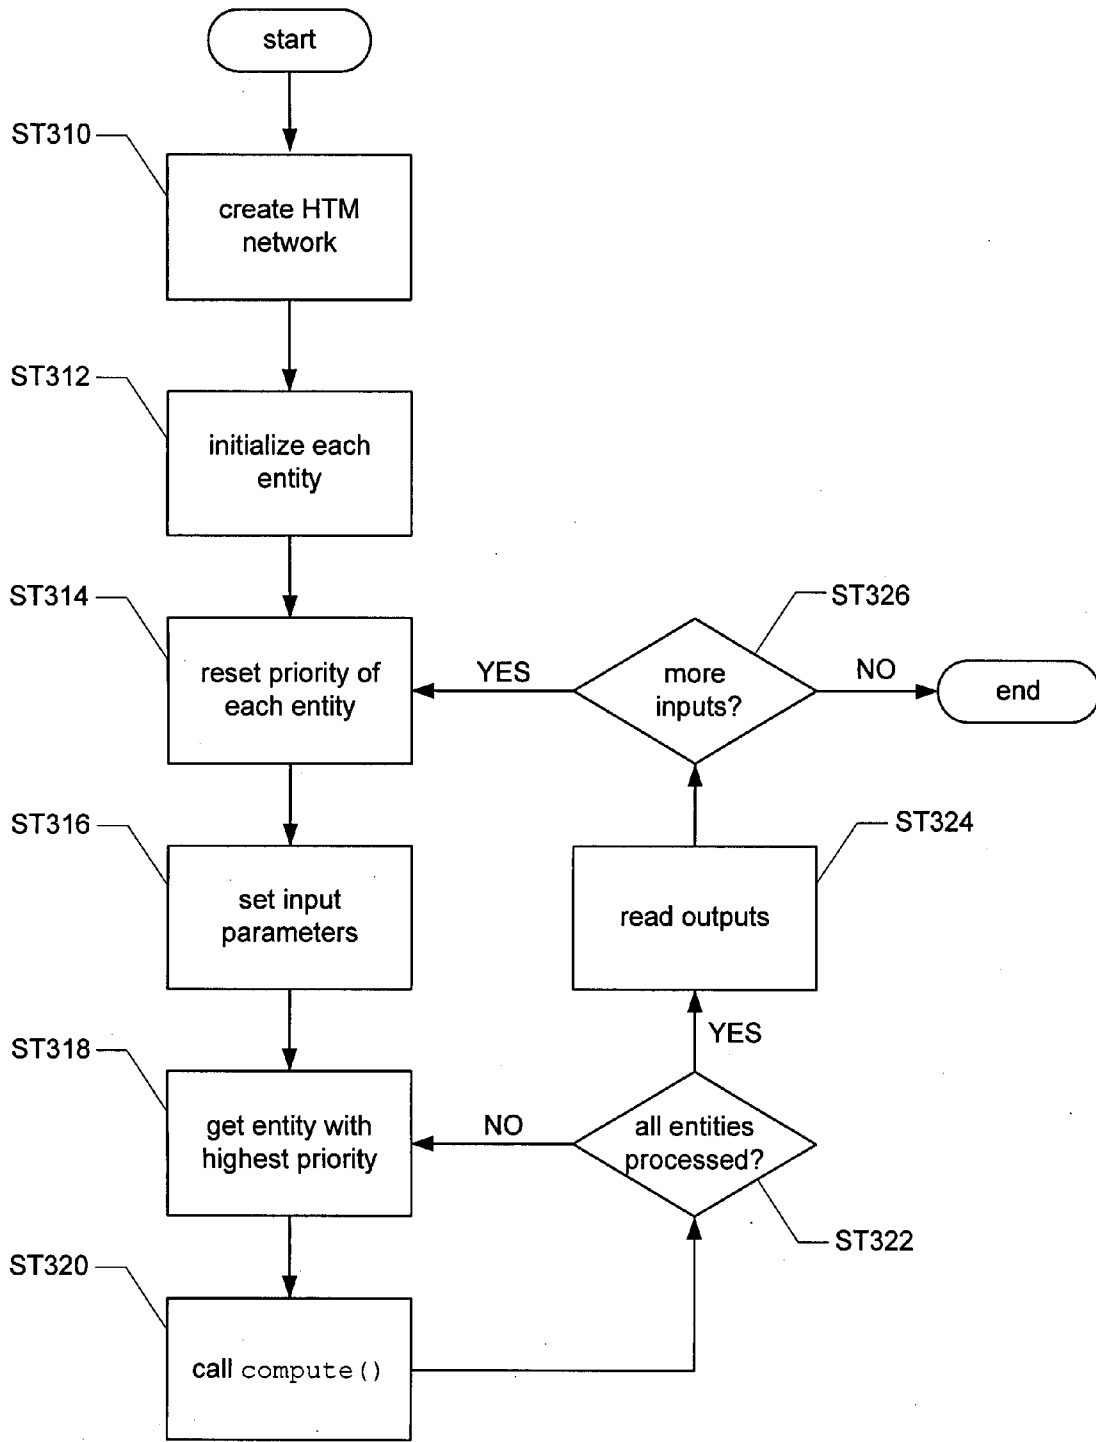 start
ST310
create HTM
network
ST312
initialize each
entity
ST314
reset priority of
each entity
YES
more
inputs?
ST326
NO
end
ST316
set input
parameters
read outputs
ST324
YES
ST318
get entity with
highest priority
NO
all entities
processed?
ST322
ST320
call compute()